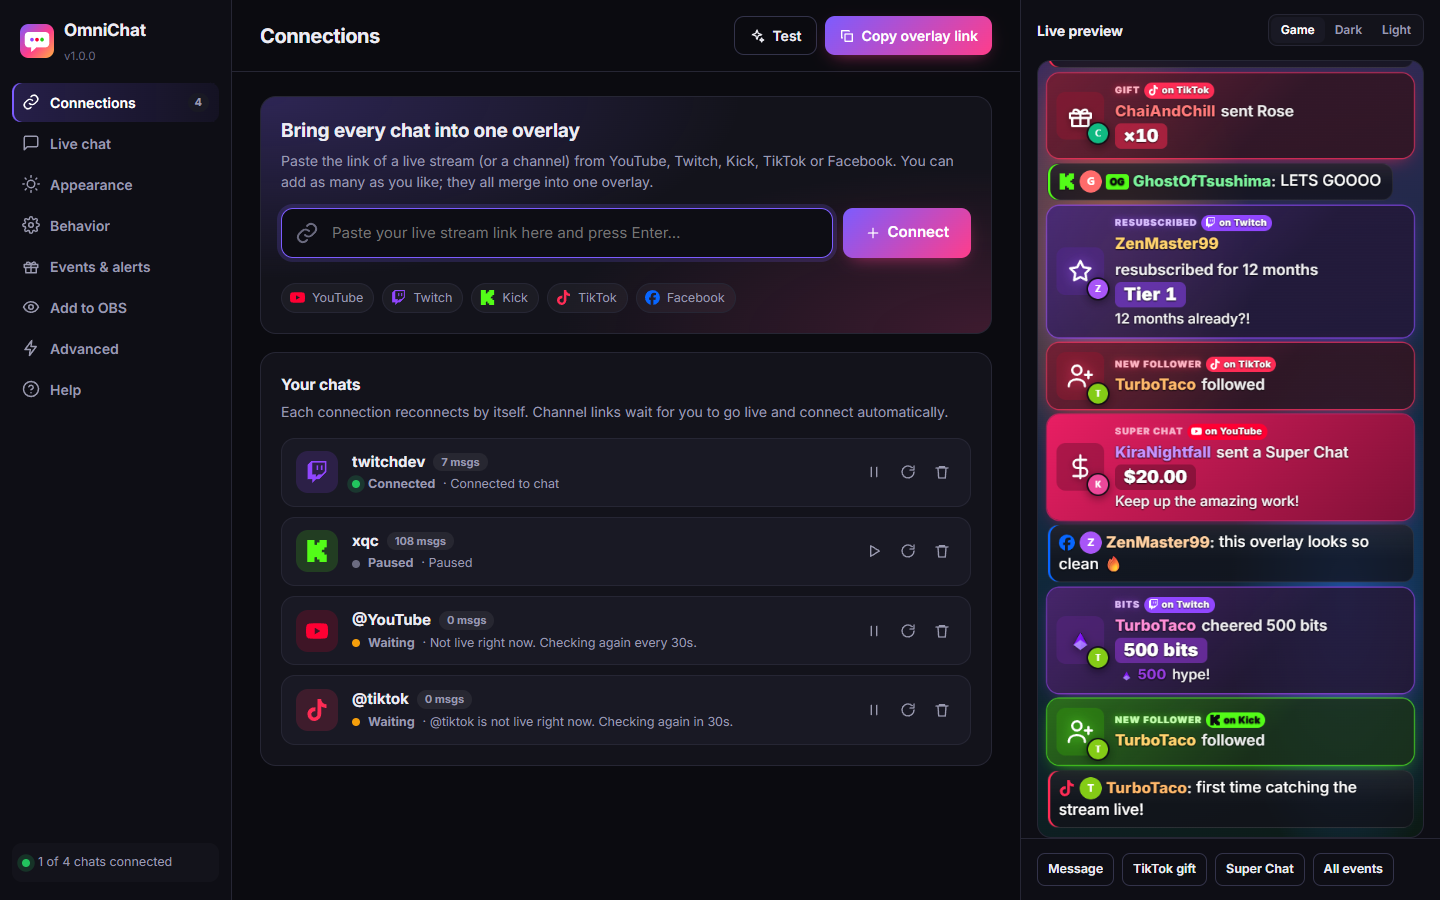 OmniChat
v1.0.0
Connections 4
Live chat
Appearance
Behavior
Events & alerts
Add to OBS
Advanced
Help
1 of 4 chats connected
Connections
Test
Copy overlay link
Bring every chat into one overlay
Paste the link of a live stream (or a channel) from YouTube, Twitch, Kick, TikTok or Facebook. You can
add as many as you like; they all merge into one overlay.
Paste your live stream link here and press Enter...
+ Connect
YouTube
Twitch
Kick
TikTok
Facebook
Your chats
Each connection reconnects by itself. Channel links wait for you to go live and connect automatically.
twitchdev 7 msgs
Connected · Connected to chat
xqc 108 msgs
Paused · Paused
@YouTube 0 msgs
Waiting · Not live right now. Checking again every 30s.
@tiktok 0 msgs
Waiting · @tiktok is not live right now. Checking again in 30s.
Live preview
Game
Dark
Light
GIFT on TikTok
ChaiAndChill sent Rose
×10
C
G OG GhostOfTsushima: LETS GOOOO
RESUBSCRIBED on Twitch
ZenMaster99
resubscribed for 12 months
Z
Tier 1
12 months already?!
NEW FOLLOWER on TikTok
TurboTaco followed
T
SUPER CHAT on YouTube
KiraNightfall sent a Super Chat
$20.00
K
Keep up the amazing work!
Z ZenMaster99: this overlay looks so
clean 🔥
BITS on Twitch
TurboTaco cheered 500 bits
500 bits
T
500 hype!
NEW FOLLOWER on Kick
TurboTaco followed
T
T TurboTaco: first time catching the
stream live!
Message
TikTok gift
Super Chat
All events